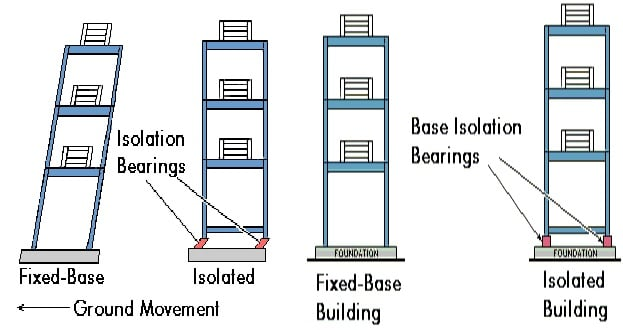 Isolation
Bearings
Fixed-Base
Isolated
Ground Movement
FOUNDATION
Fixed-Base
Building
Base Isolation
Bearings
FOUNDATION
Isolated
Building